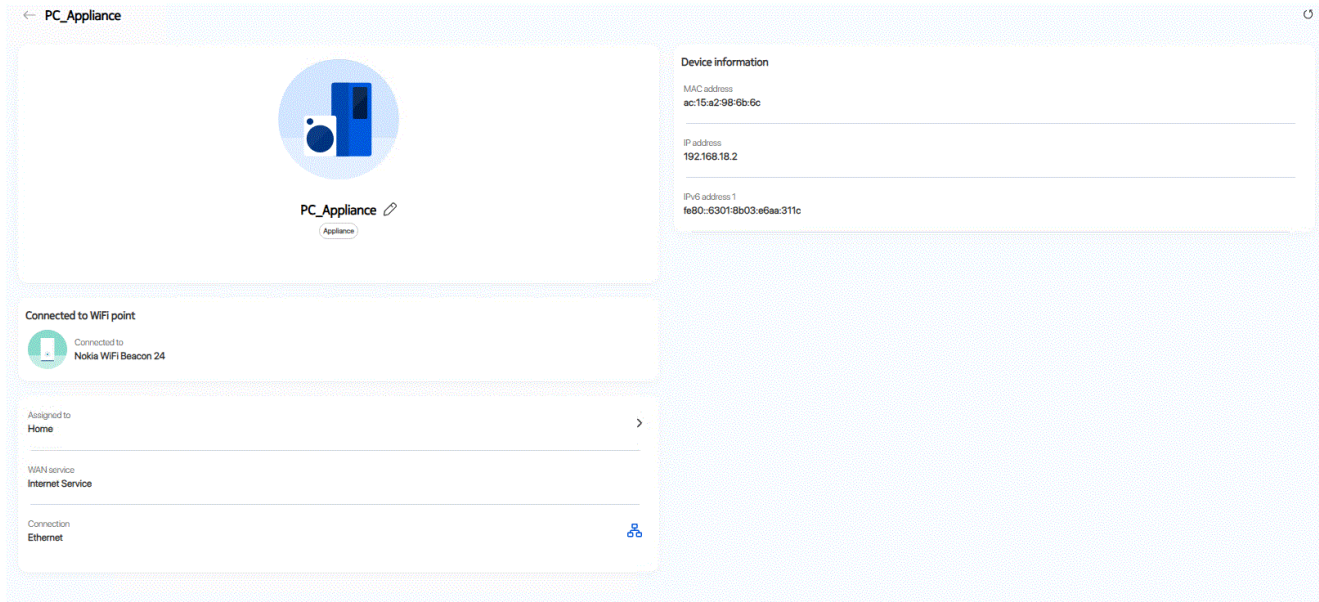 PC_Appliance
PC_Appliance
Appliance
Connected to WiFi point
Connected to
Nokia WiFi Beacon 24
Assigned to
Home
WAN service
Internet Service
Connection
Ethernet
Device information
MAC address
ac:15:a2:98:6b:6c
IP address
192.168.18.2
IPv6 address 1
fe80::6301:8b03:e6aa:311c